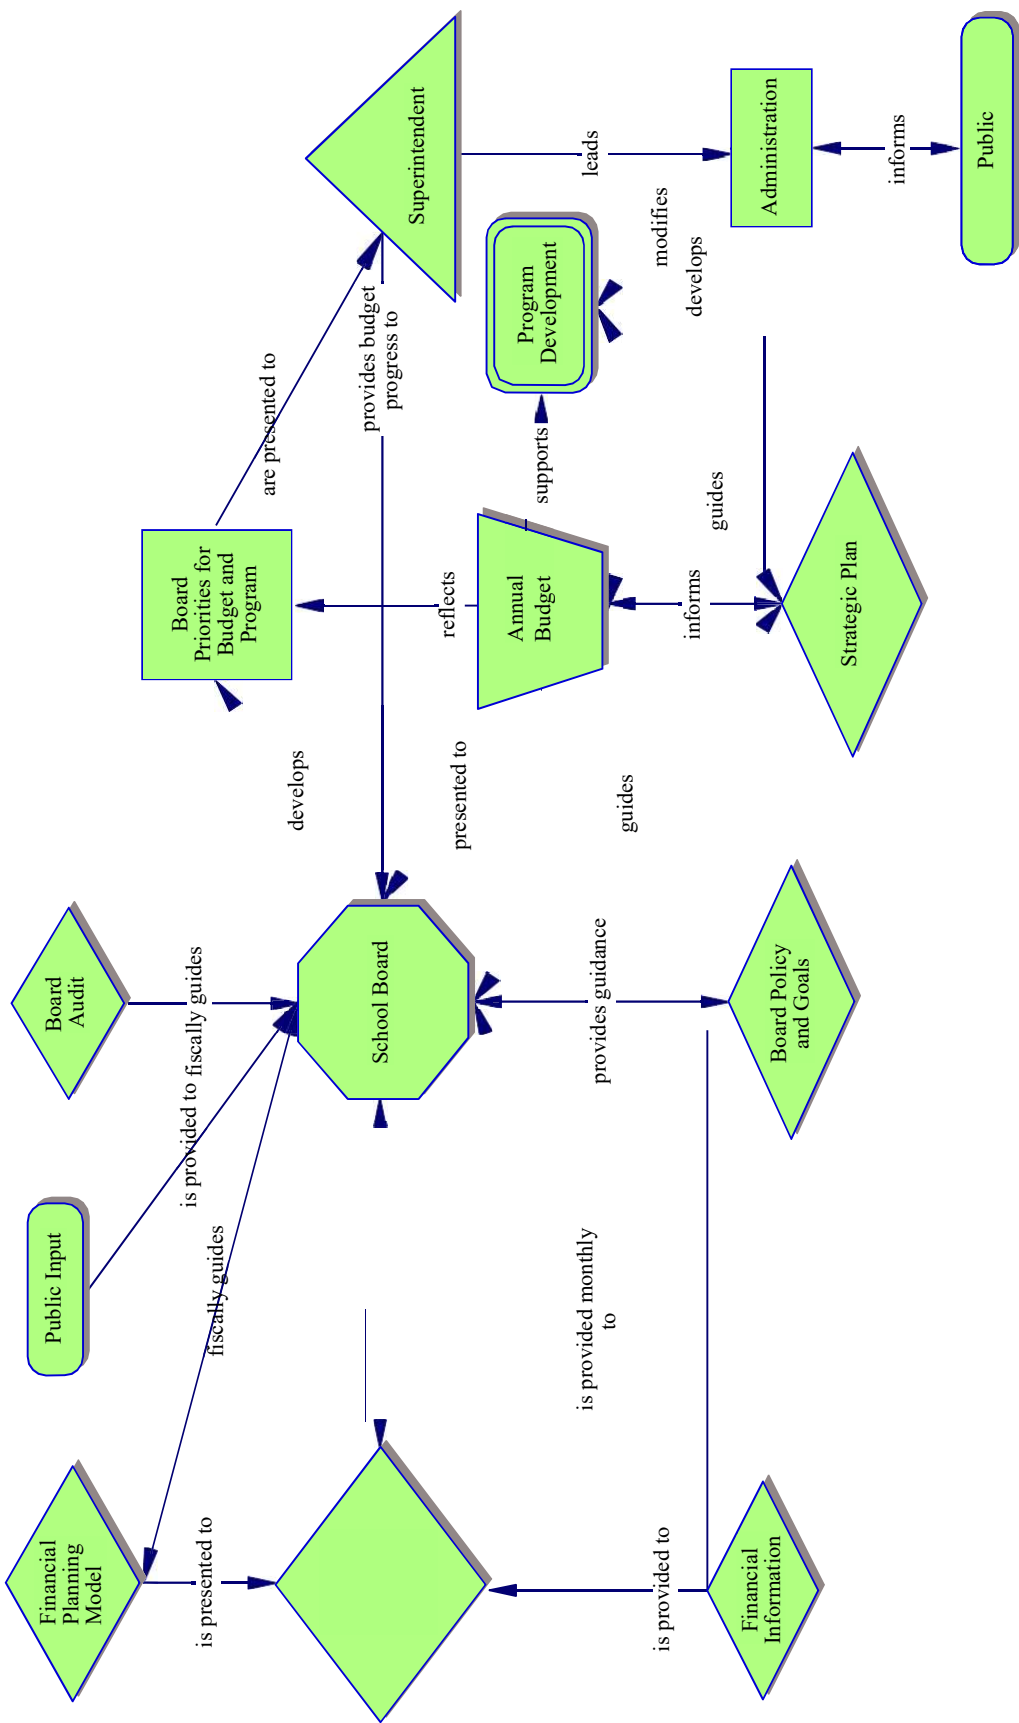 Financial
Planning
Model
Public Input
Board
Audit
is presented to
fiscally guides
is provided to
fiscally guides
develops
Board
Priorities for
Budget and
Program
are presented to
School Board
provides budget
progress to
Superintendent
presented to
reflects
Annual
Budget
supports
Program
Development
leads
is provided monthly
to
provides guidance
guides
is provided to
informs
guides
modifies
develops
Financial
Information
Board Policy
and Goals
Strategic Plan
Administration
informs
Public